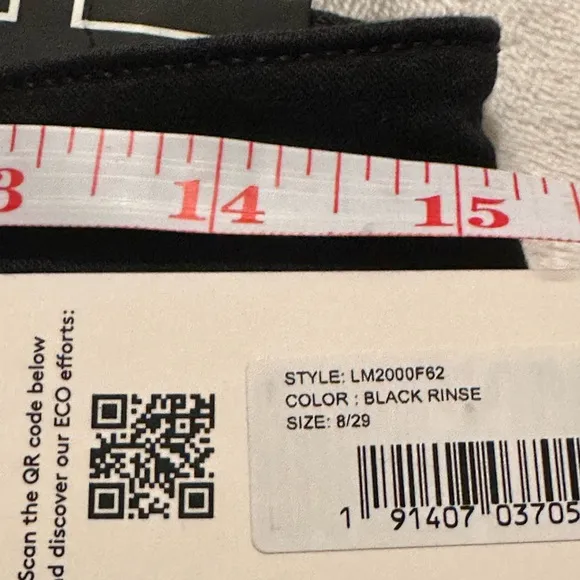 3 14 15
Scan the QR code below
d discover our ECO efforts:
STYLE: LM2000F62
COLOR : BLACK RINSE
SIZE: 8/29
1 91407 03705